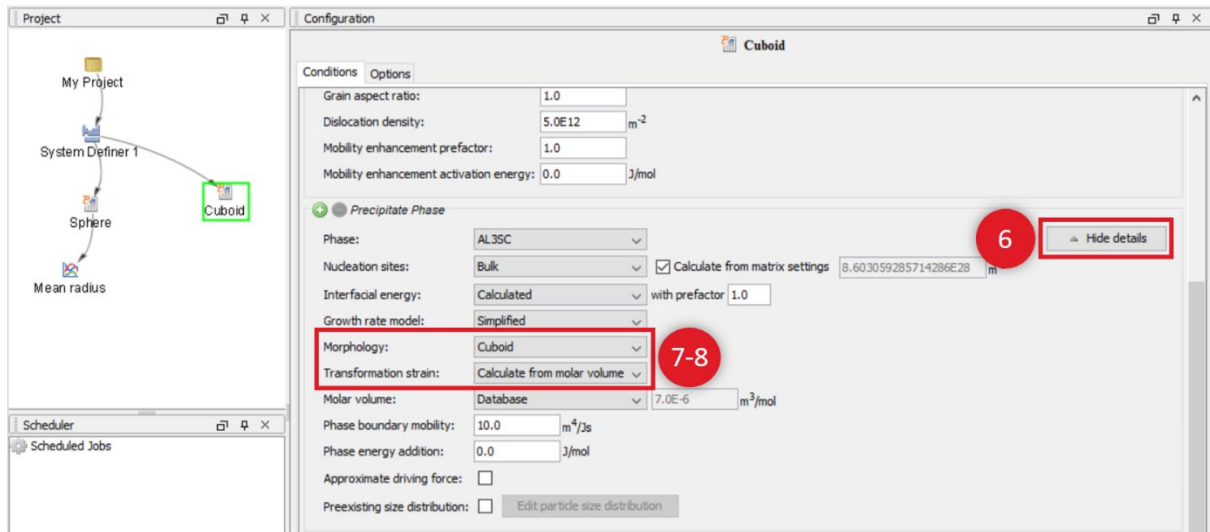 Project
Configuration
My Project
System Definer 1
Sphere
Cuboid
Mean radius
Scheduler
Scheduled Jobs
Cuboid
Conditions Options
Grain aspect ratio: 1.0
Dislocation density: 5.0E12 m-2
Mobility enhancement prefactor: 1.0
Mobility enhancement activation energy: 0.0 J/mol
Precipitate Phase
6 Hide details
Phase: AL3SC
Nucleation sites: Bulk Calculate from matrix settings 8.603059285714286E28 m
Interfacial energy: Calculated with prefactor 1.0
Growth rate model: Simplified
Morphology: Cuboid
7-8
Transformation strain: Calculate from molar volume
Molar volume: Database 7.0E-6 m3/mol
Phase boundary mobility: 10.0 m4/Js
Phase energy addition: 0.0 J/mol
Approximate driving force:
Preexisting size distribution: Edit particle size distribution